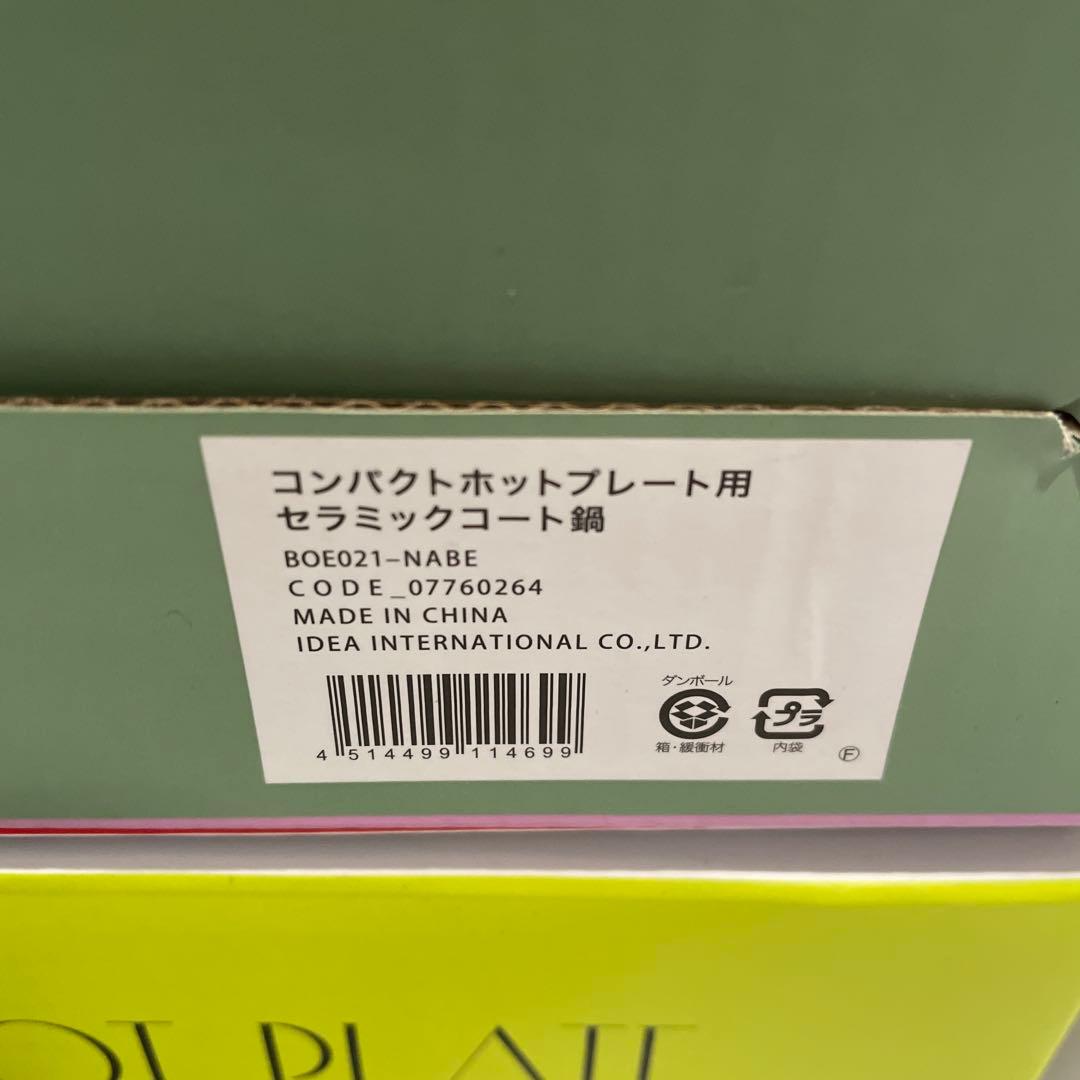 コンパクトホットプレート用
セラミックコート鍋
BOE021-NABE
CODE_07760264
MADE IN CHINA
IDEA INTERNATIONAL CO.,LTD.
4 514499 114699
ダンボール
箱・緩衝材
プラ
内袋
F